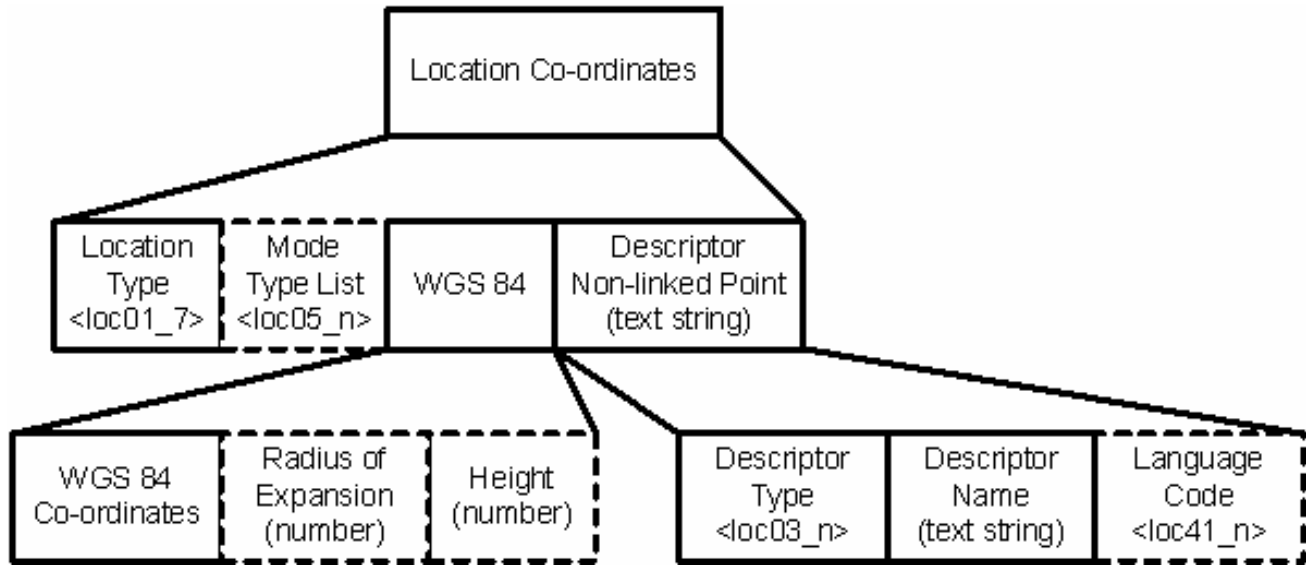 Location Co-ordinates
Location
Type
<loc01_7>
Mode
Type List
<loc05_n>
WGS 84
Descriptor
Non-linked Point
(text string)
WGS 84
Co-ordinates
Radius of
Expansion
(number)
Height
(number)
Descriptor
Type
<loc03_n>
Descriptor
Name
(text string)
Language
Code
<loc41_n>